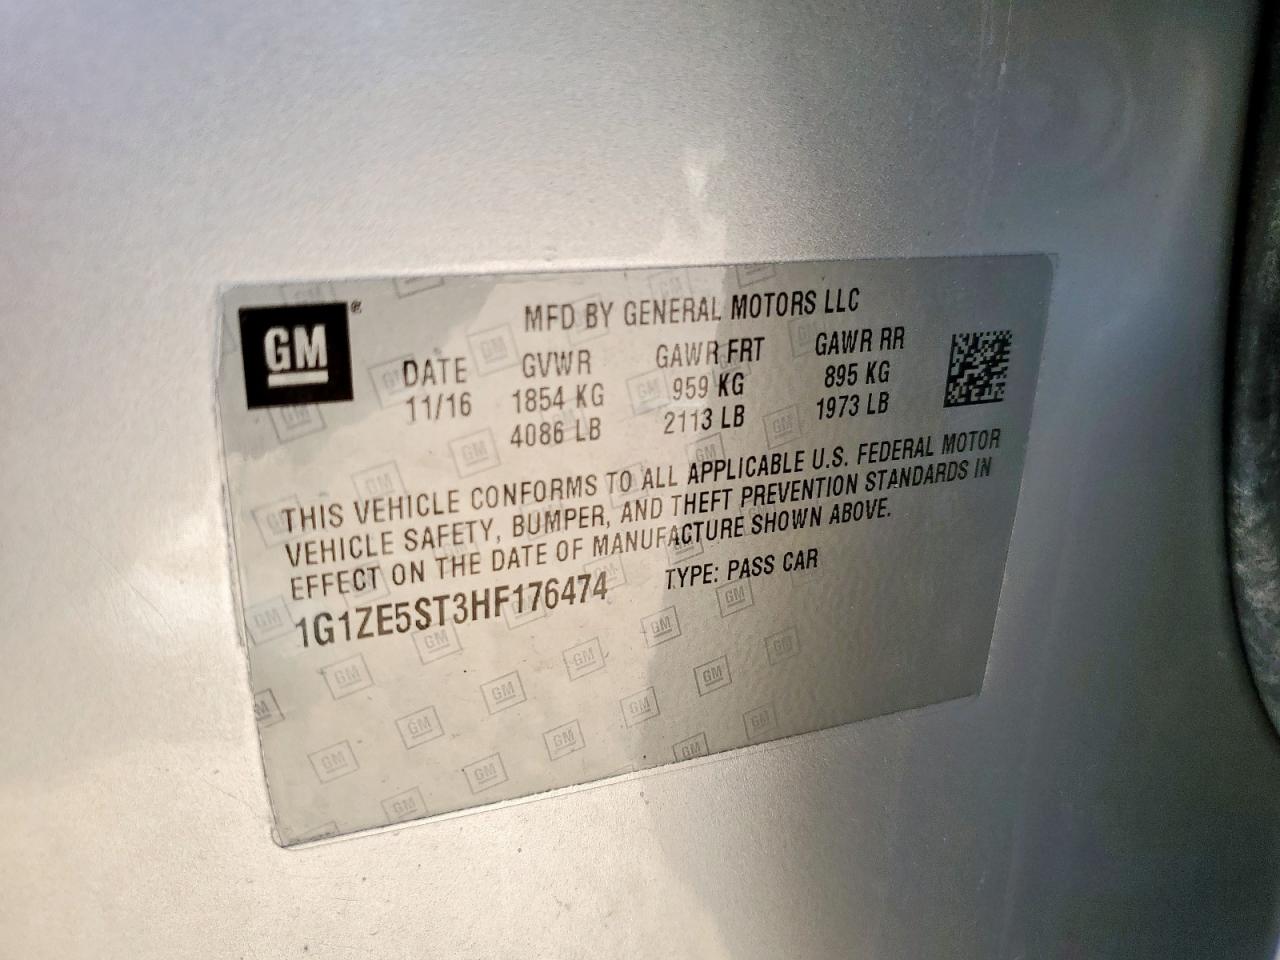 GM®
MFD BY GENERAL MOTORS LLC
DATE GVWR GAWR FRT GAWR RR
11/16 1854 KG 959 KG 895 KG
4086 LB 2113 LB 1973 LB
THIS VEHICLE CONFORMS TO ALL APPLICABLE U.S. FEDERAL MOTOR
VEHICLE SAFETY, BUMPER, AND THEFT PREVENTION STANDARDS IN
EFFECT ON THE DATE OF MANUFACTURE SHOWN ABOVE.
1G1ZE5ST3HF176474 TYPE: PASS CAR